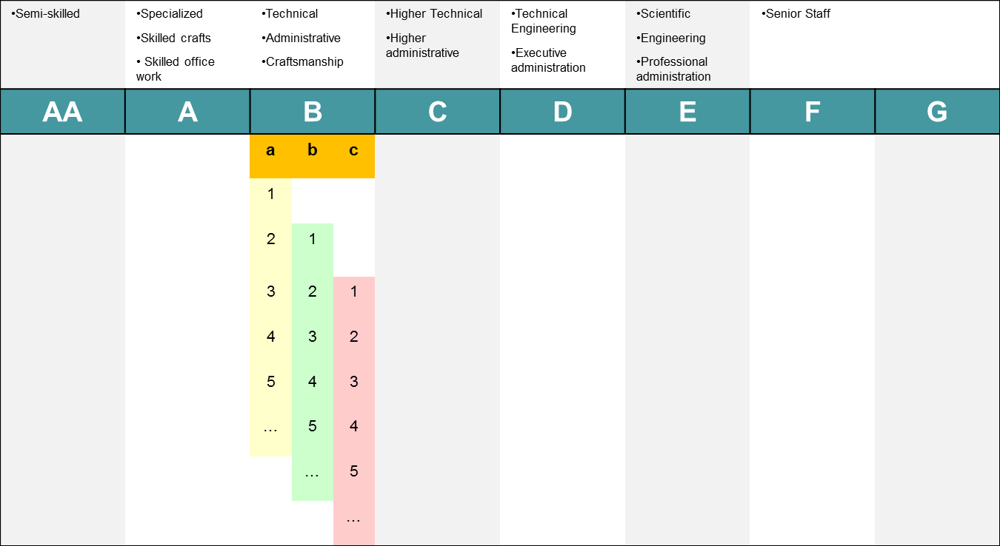 •Semi-skilled
•Specialized
•Skilled crafts
• Skilled office
work
•Technical
•Administrative
•Craftsmanship
•Higher Technical
•Higher
administrative
•Technical
Engineering
•Executive
administration
•Scientific
•Engineering
•Professional
administration
•Senior Staff
AA A B C D E F G
a b c
1
2 1
3 2 1
4 3 2
5 4 3
… 5 4
… 5
…